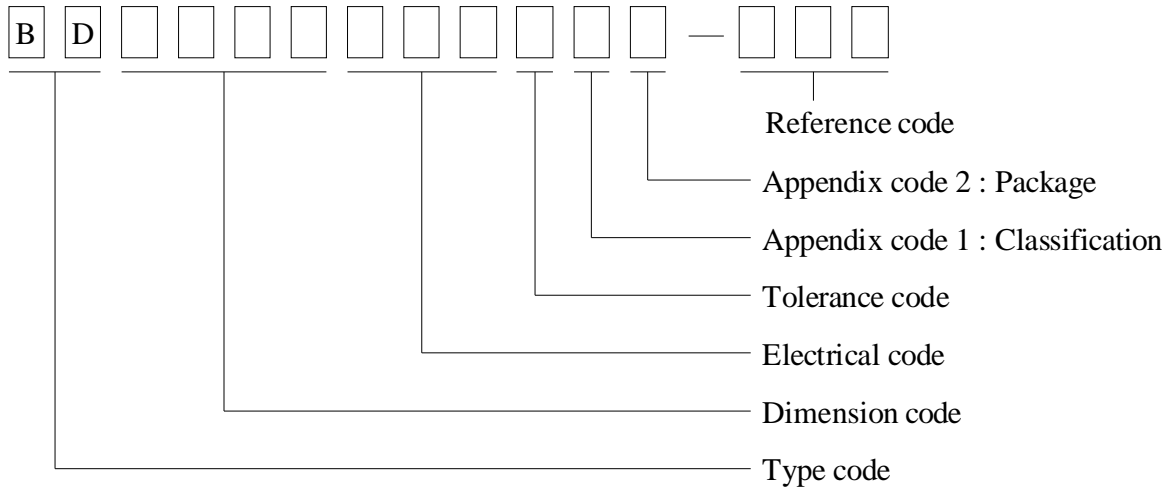 B D —
Reference code
Appendix code 2 : Package
Appendix code 1 : Classification
Tolerance code
Electrical code
Dimension code
Type code